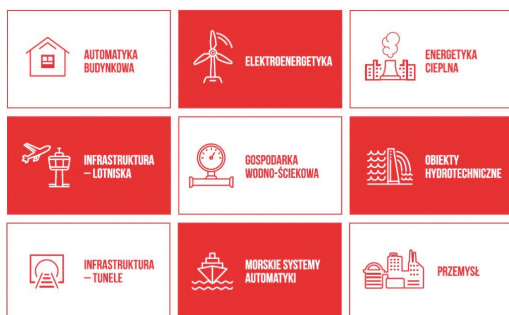 AUTOMATYKA
BUDYNKOWA
ELEKTROENERGETYKA
ENERGETYKA
CIEPLNA
INFRASTRUKTURA
– LOTNISKA
GOSPODARKA
WODNO-ŚCIEKOWA
OBIEKTY
HYDROTECHNICZNE
INFRASTRUKTURA
– TUNELE
MORSKIE SYSTEMY
AUTOMATYKI
PRZEMYSŁ